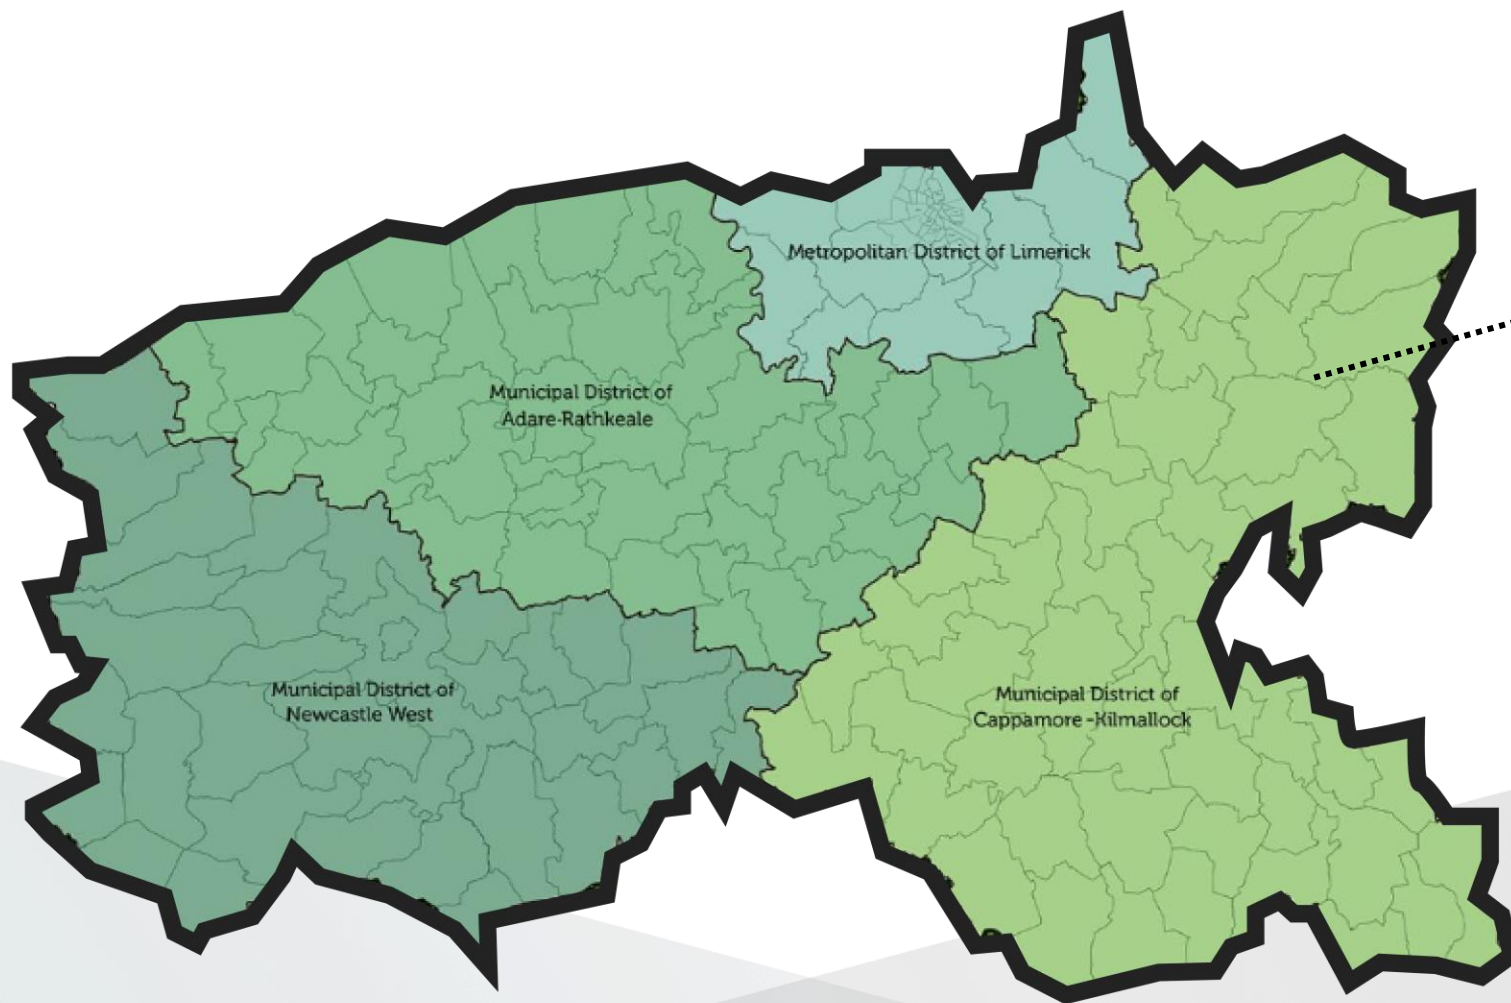 Metropolitan District of Limerick
Municipal District of
Adare-Rathkeale
Municipal District of
Newcastle West
Municipal District of
Cappamore -Kilmallock